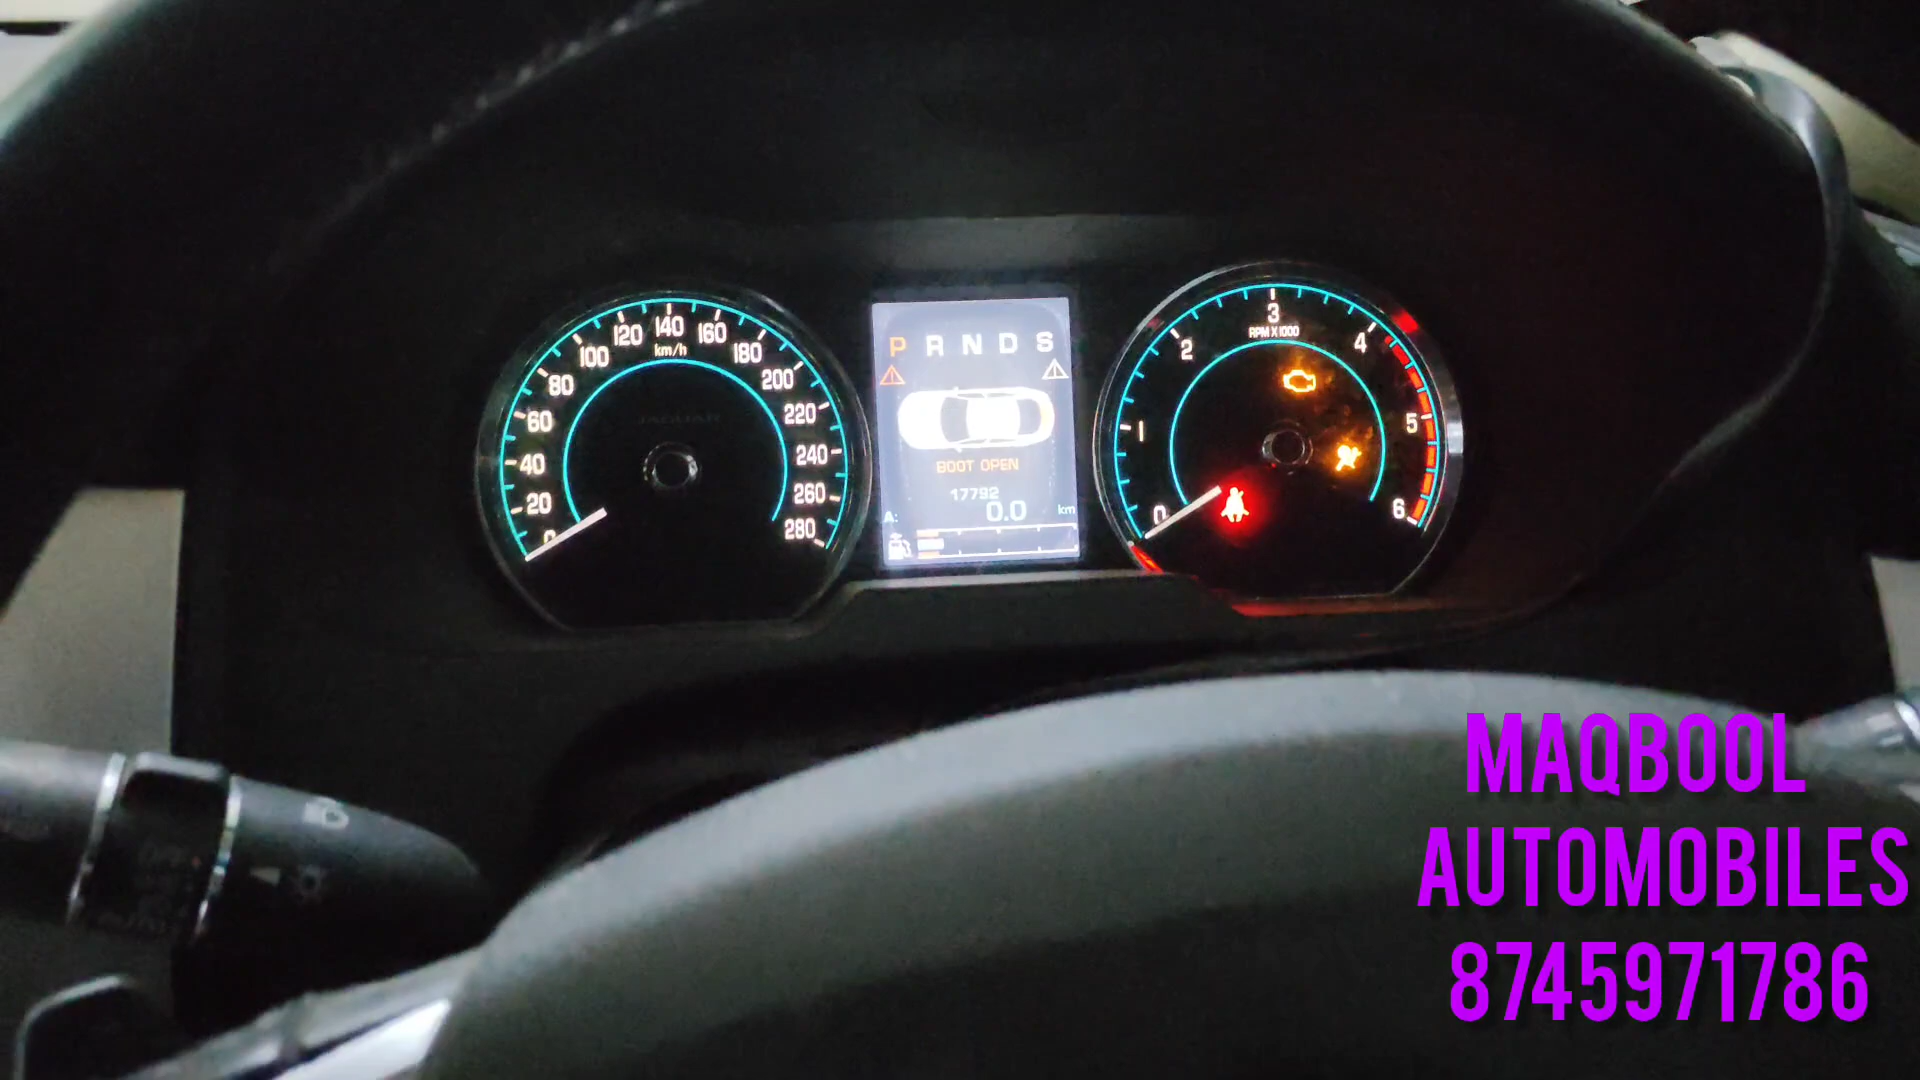 20
40
60
80
100
120
140
160
180
200
220
240
260
280
km/h
JAGUAR
P R N D S
BOOT OPEN
17792
A: 0.0 km
0
1
2
3
4
5
6
RPM X 1000
MAQBOOL
AUTOMOBILES
8745971786